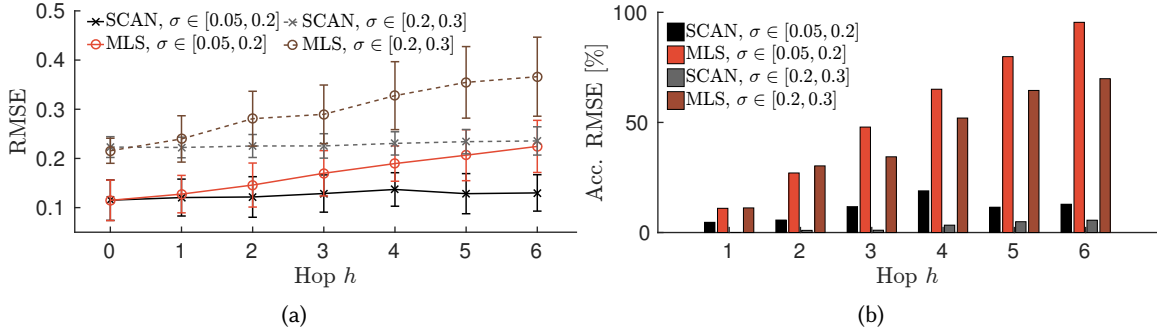 SCAN, σ ∈ [0.05, 0.2]
SCAN, σ ∈ [0.2, 0.3]
MLS, σ ∈ [0.05, 0.2]
MLS, σ ∈ [0.2, 0.3]
RMSE
0.5
0.4
0.3
0.2
0.1
0 1 2 3 4 5 6
Hop h
(a)
SCAN, σ ∈ [0.05, 0.2]
MLS, σ ∈ [0.05, 0.2]
SCAN, σ ∈ [0.2, 0.3]
MLS, σ ∈ [0.2, 0.3]
Acc. RMSE [%]
100
50
0
1 2 3 4 5 6
Hop h
(b)